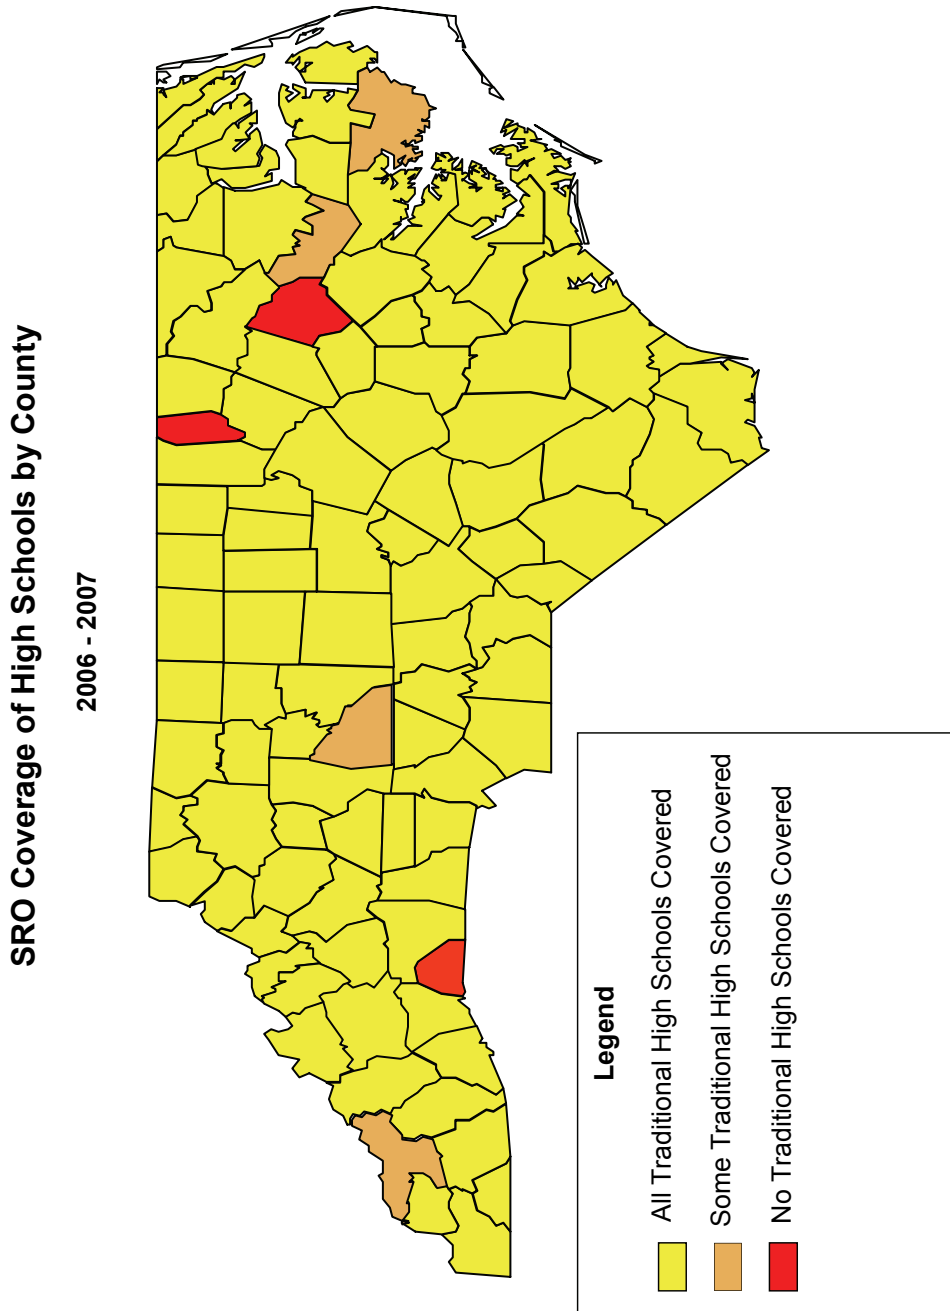 SRO Coverage of High Schools by County
2006 - 2007
Legend
All Traditional High Schools Covered
Some Traditional High Schools Covered
No Traditional High Schools Covered